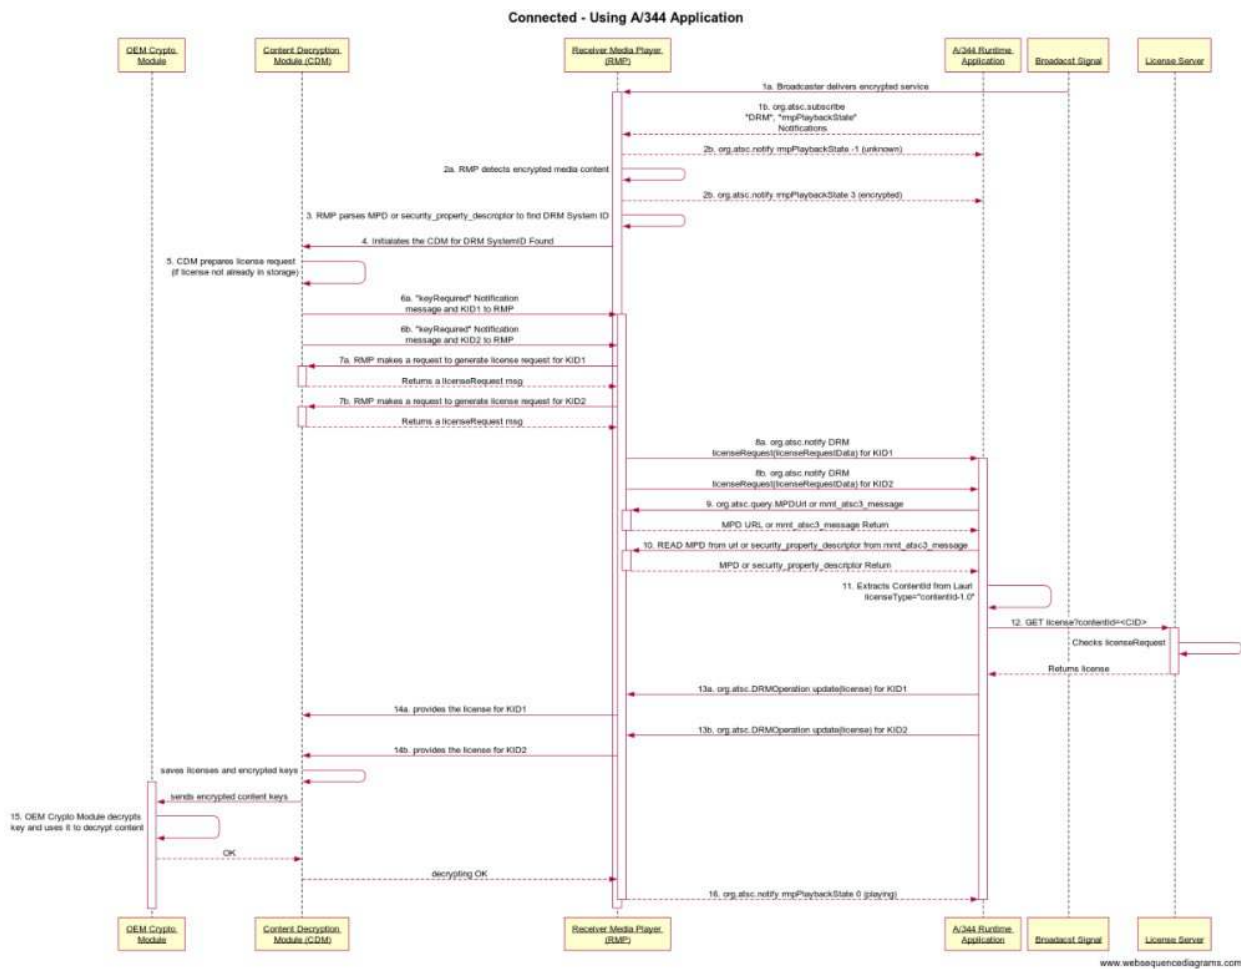 Connected - Using A/344 Application
OEM Crypto
Module
Content Decryption
Module (CDM)
Receiver Media Player
(RMP)
A/344 Runtime
Application
Broadacst Signal
License Server
1a. Broadcaster delivers encrypted service
1b. org.atsc.subscribe
"DRM", "rmpPlaybackState"
Notifications
2b. org.atsc.notify rmpPlaybackState -1 (unknown)
2a. RMP detects encrypted media content
2b. org.atsc.notify rmpPlaybackState 3 (encrypted)
3. RMP parses MPD or security_property_descroptor to find DRM System ID
4. Initialates the CDM for DRM SystemID Found
5. CDM prepares license request
(if license not already in storage)
6a. "keyRequired" Notification
message and KID1 to RMP
6b. "keyRequired" Notification
message and KID2 to RMP
7a. RMP makes a request to generate license request for KID1
Returns a licenseRequest msg
7b. RMP makes a request to generate license request for KID2
Returns a licenseRequest msg
8a. org.atsc.notify DRM
licenseRequest(licenseRequestData) for KID1
8b. org.atsc.notify DRM
licenseRequest(licenseRequestData) for KID2
9. org.atsc.query MPDUrl or mmt_atsc3_message
MPD URL or mmt_atsc3_message Return
10. READ MPD from url or security_property_descriptor from mmt_atsc3_message
MPD or security_property_descriptor Return
11. Extracts ContentId from Laurl
licenseType="contentId-1.0"
12. GET license?contentId=<CID>
Checks licenseRequest
Returns license
13a. org.atsc.DRMOperation update(license) for KID1
14a. provides the license for KID1
13b. org.atsc.DRMOperation update(license) for KID2
14b. provides the license for KID2
saves licenses and encrypted keys
sends encrypted content keys
15. OEM Crypto Module decrypts
key and uses it to decrypt content
OK
decrypting OK
16. org.atsc.notify rmpPlaybackState 0 (playing)
OEM Crypto
Module
Content Decryption
Module (CDM)
Receiver Media Player
(RMP)
A/344 Runtime
Application
Broadacst Signal
License Server
www.websequencediagrams.com